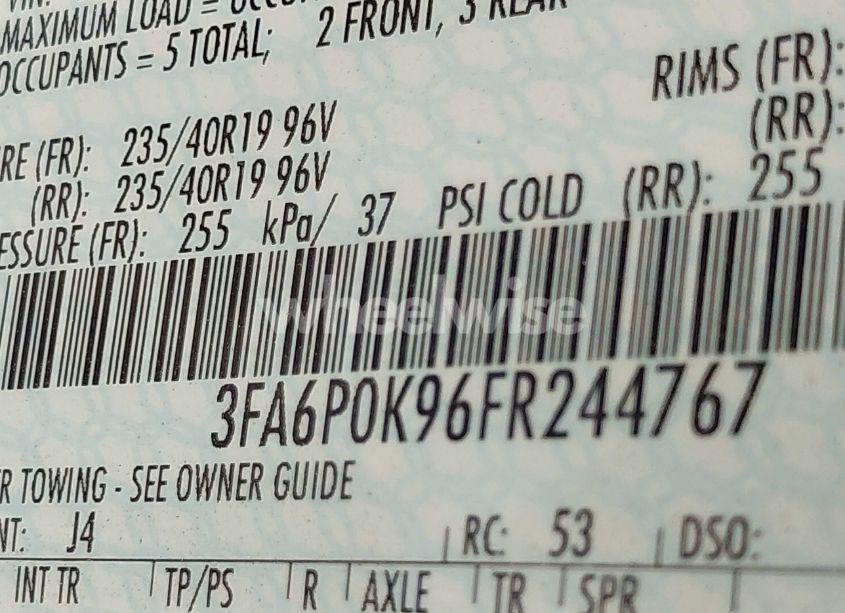 MAXIMUM LOAD = OCCUP
OCCUPANTS = 5 TOTAL; 2 FRONT, 3 REAR
RIMS (FR):
RE (FR): 235/40R19 96V
(RR):
(RR): 235/40R19 96V
ESSURE (FR): 255 kPa/ 37 PSI COLD (RR): 255
wheelwise
3FA6P0K96FR244767
R TOWING - SEE OWNER GUIDE
NT: J4 RC: 53 DSO:
INT TR TP/PS R AXLE TR SPR